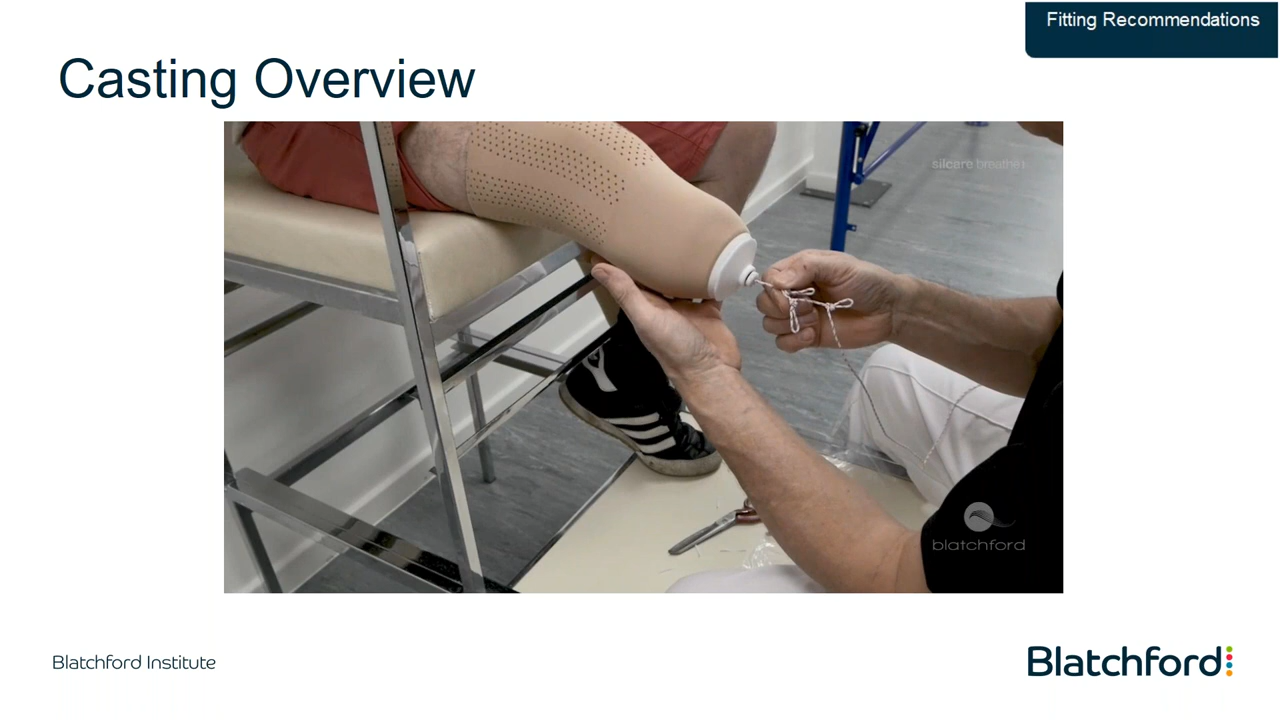 Fitting Recommendations
Casting Overview
silcare breathe
blatchford
Blatchford Institute
Blatchford